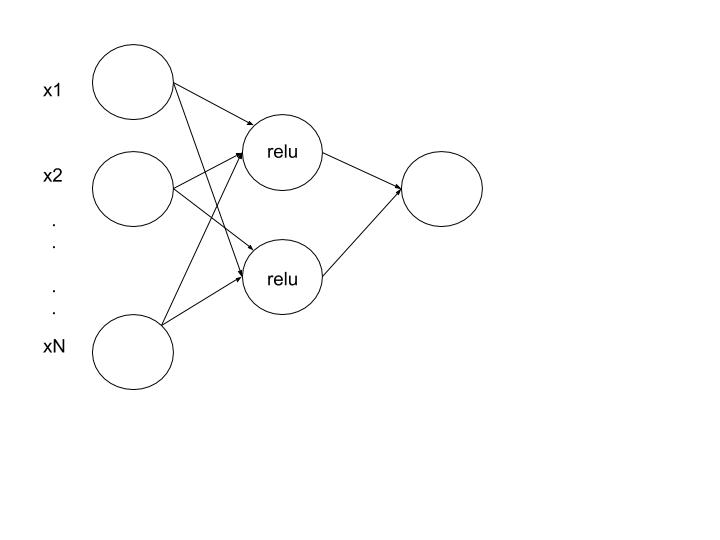 x1
relu
x2
.
.
relu
.
.
xN